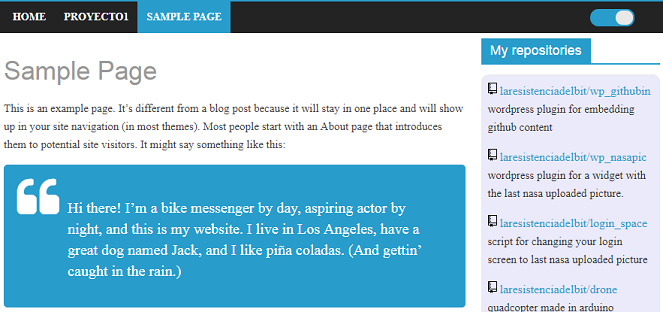 HOME PROYECTO1 SAMPLE PAGE
Sample Page
This is an example page. It's different from a blog post because it will stay in one place and will show
up in your site navigation (in most themes). Most people start with an About page that introduces
them to potential site visitors. It might say something like this:
Hi there! I'm a bike messenger by day, aspiring actor by
night, and this is my website. I live in Los Angeles, have a
great dog named Jack, and I like piña coladas. (And gettin'
caught in the rain.)
My repositories
laresistenciadelbit/wp_githubin
wordpress plugin for embedding
github content
laresistenciadelbit/wp_nasapic
wordpress plugin for a widget with
the last nasa uploaded picture.
laresistenciadelbit/login_space
script for changing your login
screen to last nasa uploaded picture
laresistenciadelbit/drone
quadcopter made in arduino